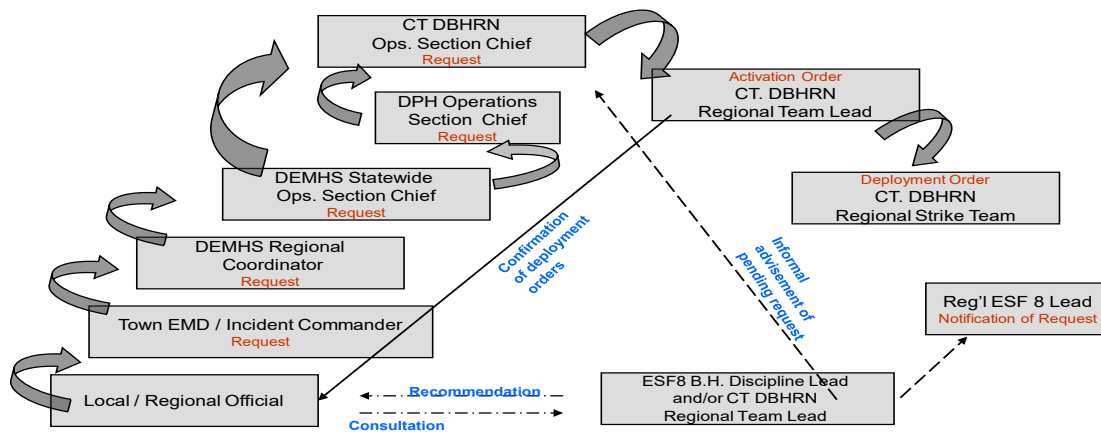 CT DBHRN
Ops. Section Chief
Request
Activation Order
CT. DBHRN
Regional Team Lead
DPH Operations
Section Chief
Request
DEMHS Statewide
Ops. Section Chief
Request
Deployment Order
CT. DBHRN
Regional Strike Team
DEMHS Regional
Coordinator
Request
Confirmation
of deployment
orders
Informal
advisement of
pending request
Town EMD / Incident Commander
Request
Reg'l ESF 8 Lead
Notification of Request
Local / Regional Official
Recommendation
Consultation
ESF8 B.H. Discipline Lead
and/or CT DBHRN
Regional Team Lead